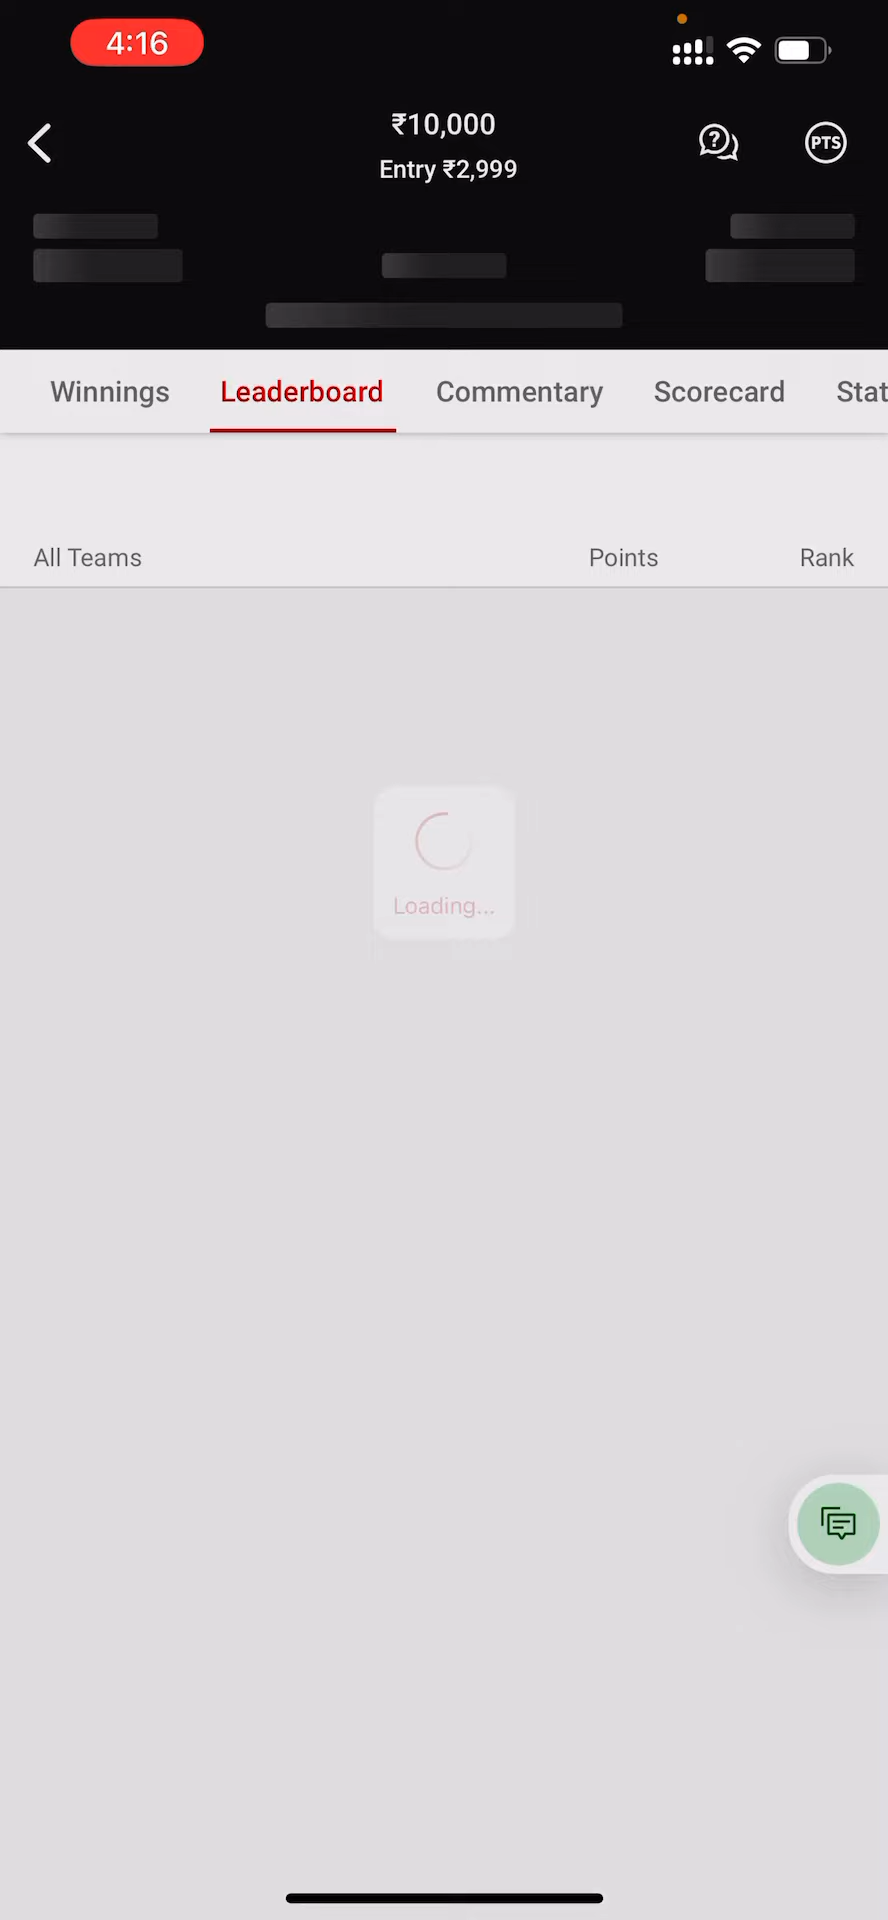 4:16
₹10,000
Entry ₹2,999
PTS
Winnings
Leaderboard
Commentary
Scorecard
Stat
All Teams
Points
Rank
Loading...